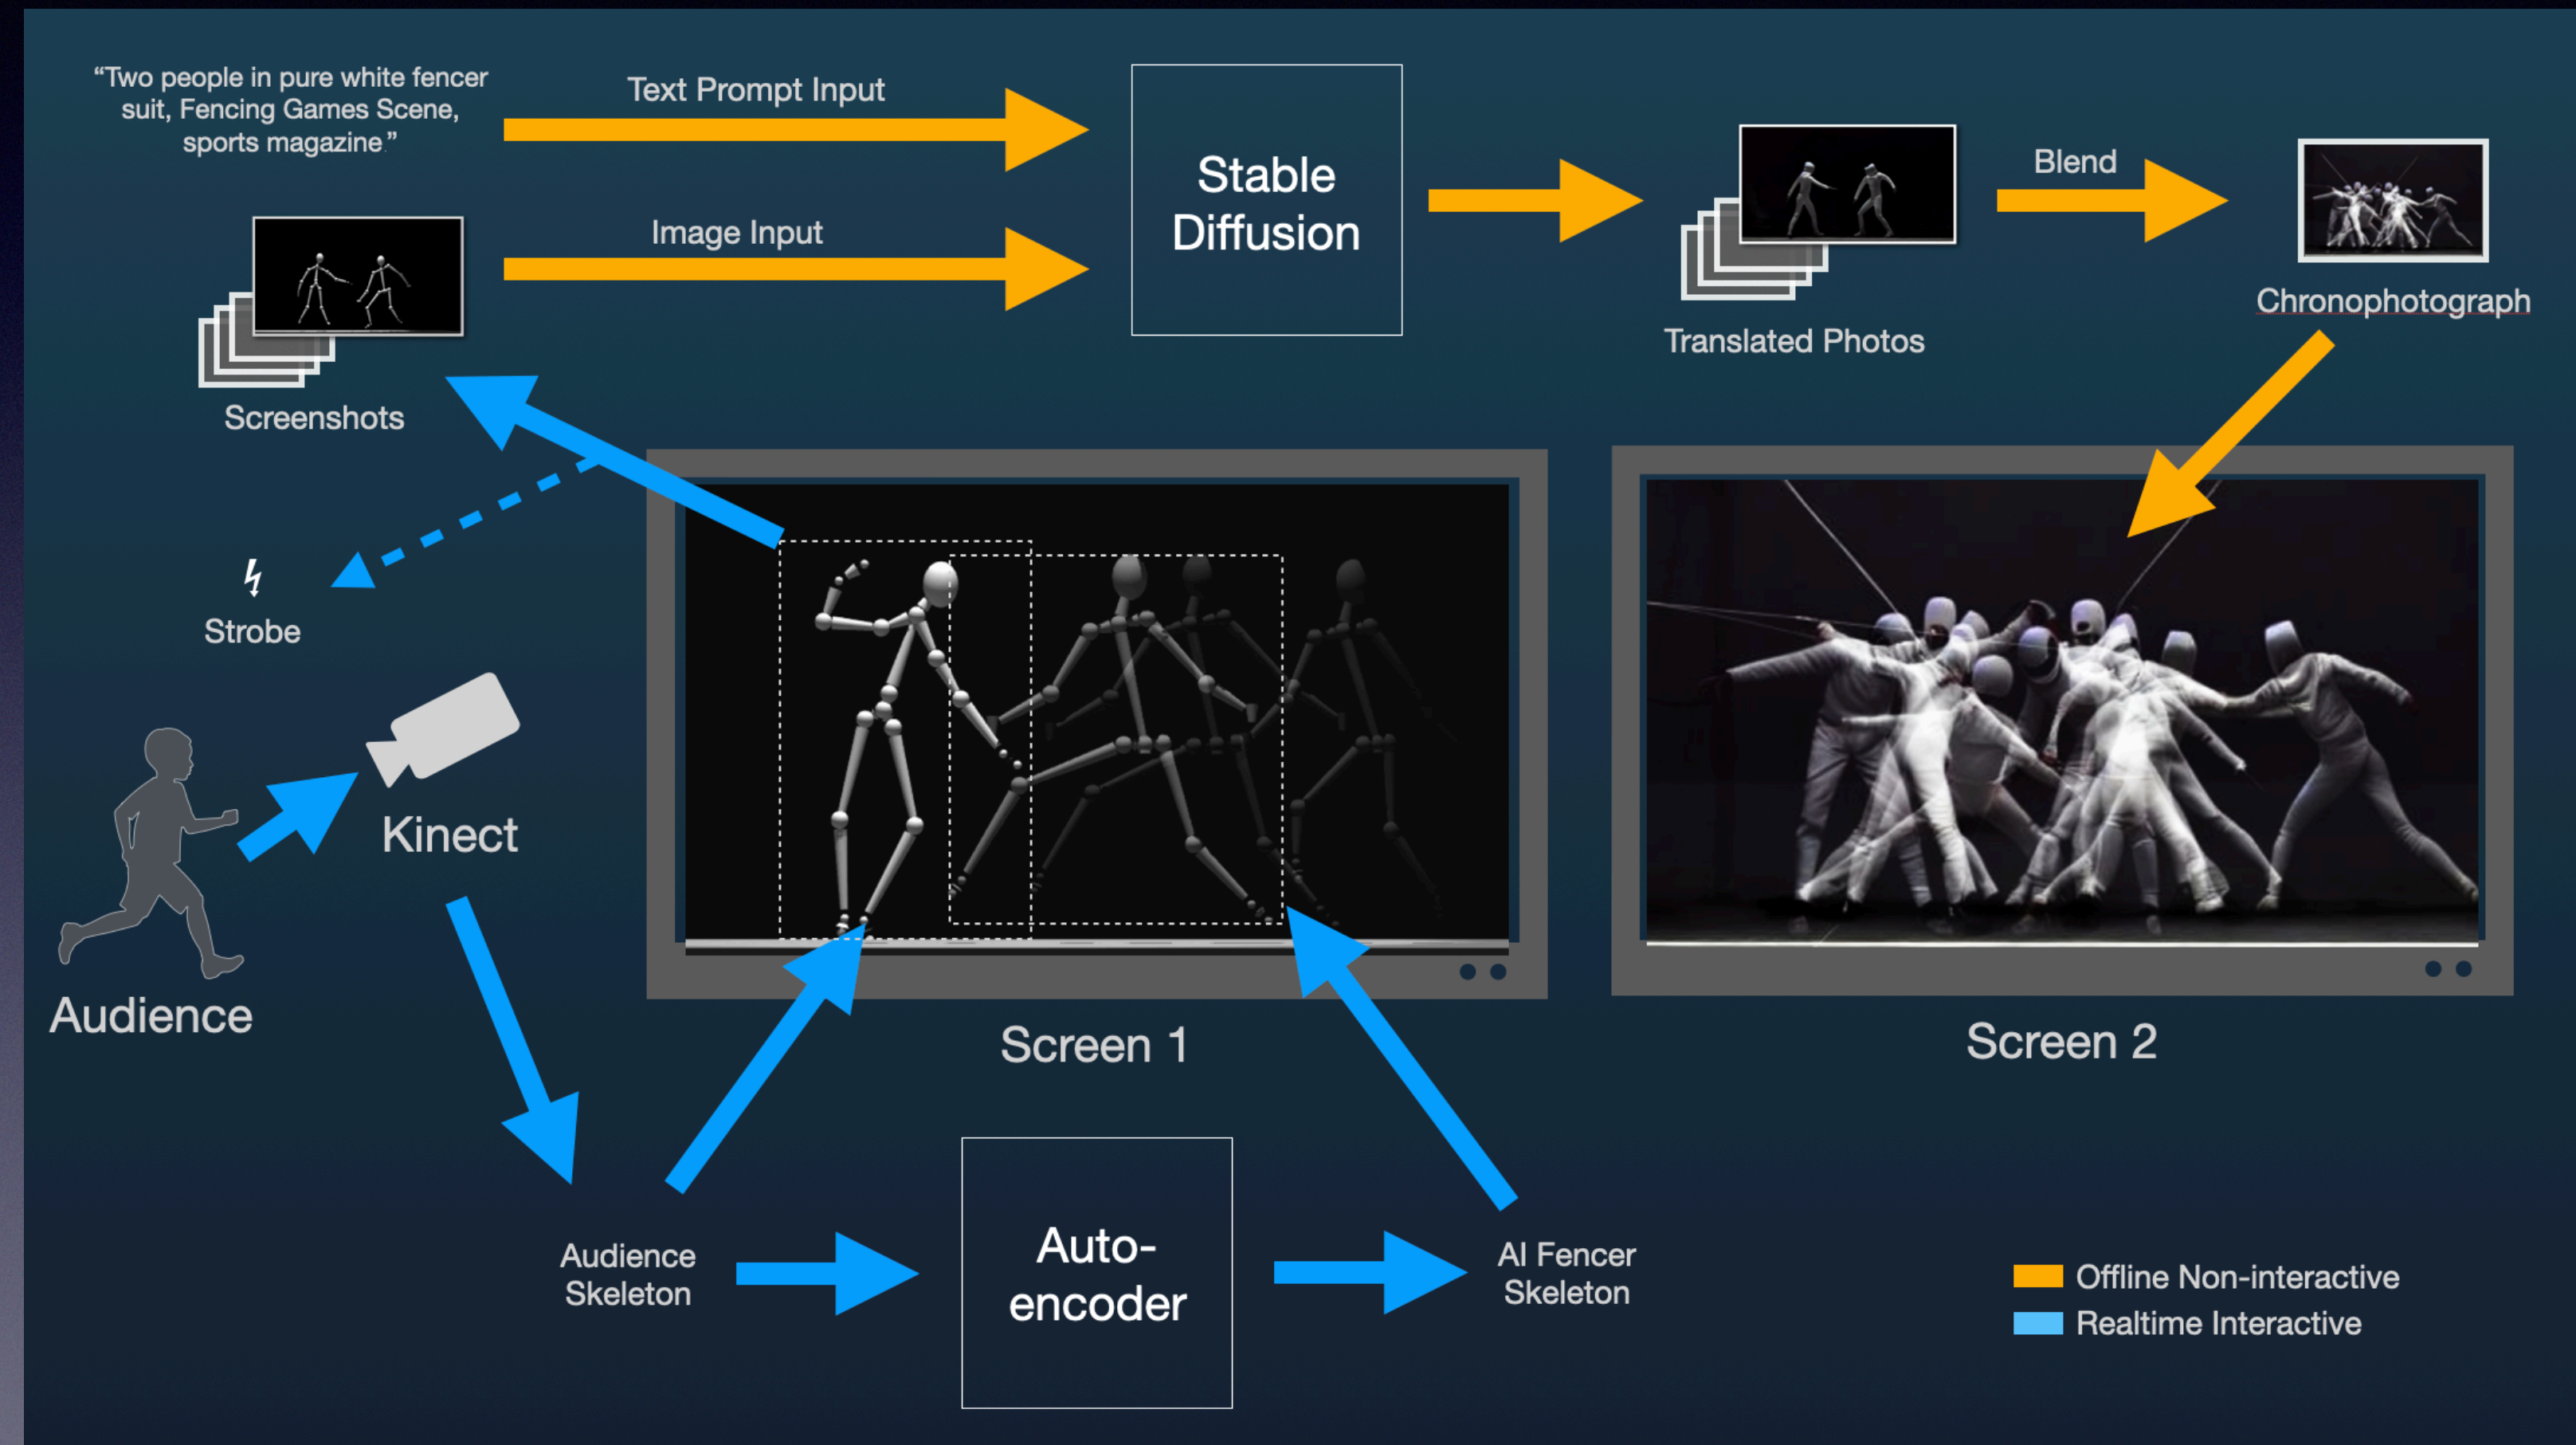 “Two people in pure white fencer
suit, Fencing Games Scene,
sports magazine.”
Text Prompt Input
Image Input
Stable
Diffusion
Blend
Screenshots
Translated Photos
Chronophotograph
Strobe
Kinect
Audience
Screen 1
Screen 2
Audience
Skeleton
Auto-
encoder
AI Fencer
Skeleton
Offline Non-interactive
Realtime Interactive